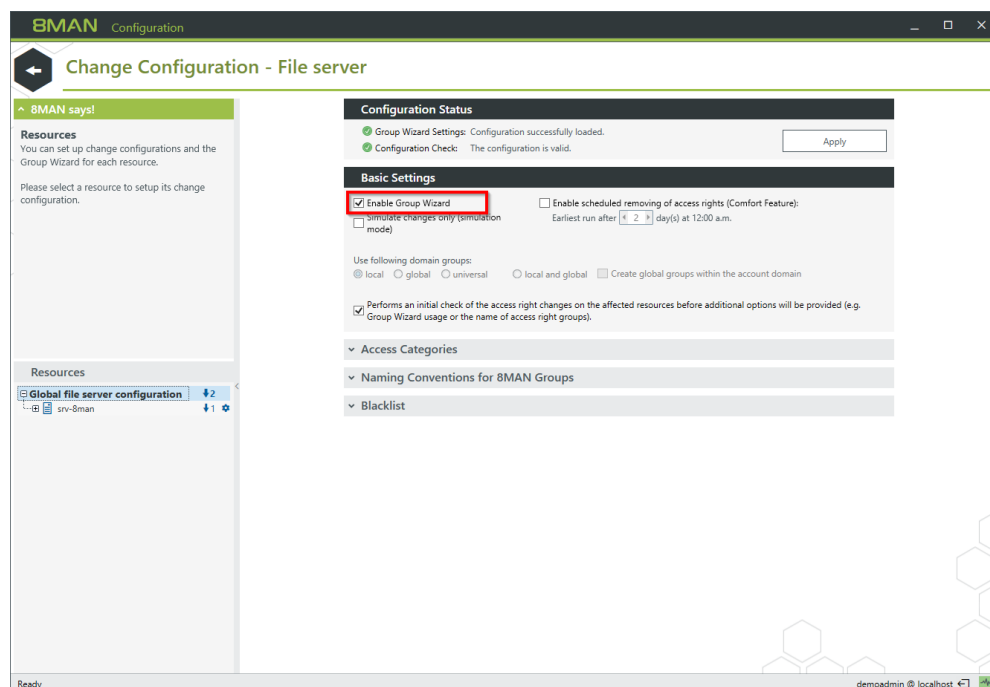 8MAN Configuration
Change Configuration - File server
8MAN says!
Resources
You can set up change configurations and the
Group Wizard for each resource.
Please select a resource to setup its change
configuration.
Resources
Global file server configuration 2
srv-8man 1
Configuration Status
Group Wizard Settings: Configuration successfully loaded.
Configuration Check: The configuration is valid.
Apply
Basic Settings
Enable Group Wizard
Simulate changes only (simulation
mode)
Enable scheduled removing of access rights (Comfort Feature):
Earliest run after 2 day(s) at 12:00 a.m.
Use following domain groups:
local global universal local and global Create global groups within the account domain
Performs an initial check of the access right changes on the affected resources before additional options will be provided (e.g.
Group Wizard usage or the name of access right groups).
Access Categories
Naming Conventions for 8MAN Groups
Blacklist
Ready
demoadmin @ localhost